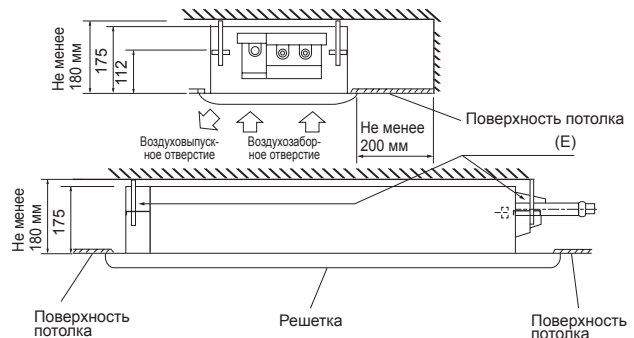 Не менее
180 мм
175
112
Воздуховыпуск-
ное отверстие
Воздухозабор-
ное отверстие
Не менее
200 мм
Поверхность потолка
(E)
Не менее
180 мм
175
Поверхность
потолка
Решетка
Поверхность
потолка